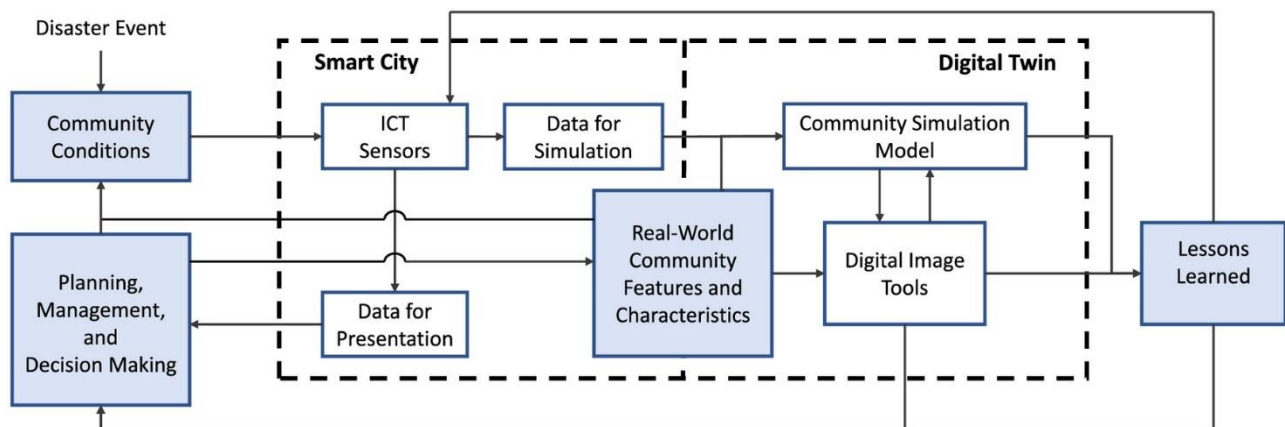 Disaster Event
Smart City
Digital Twin
Community
Conditions
ICT
Sensors
Data for
Simulation
Community Simulation
Model
Planning,
Management,
and
Decision Making
Data for
Presentation
Real-World
Community
Features and
Characteristics
Digital Image
Tools
Lessons
Learned